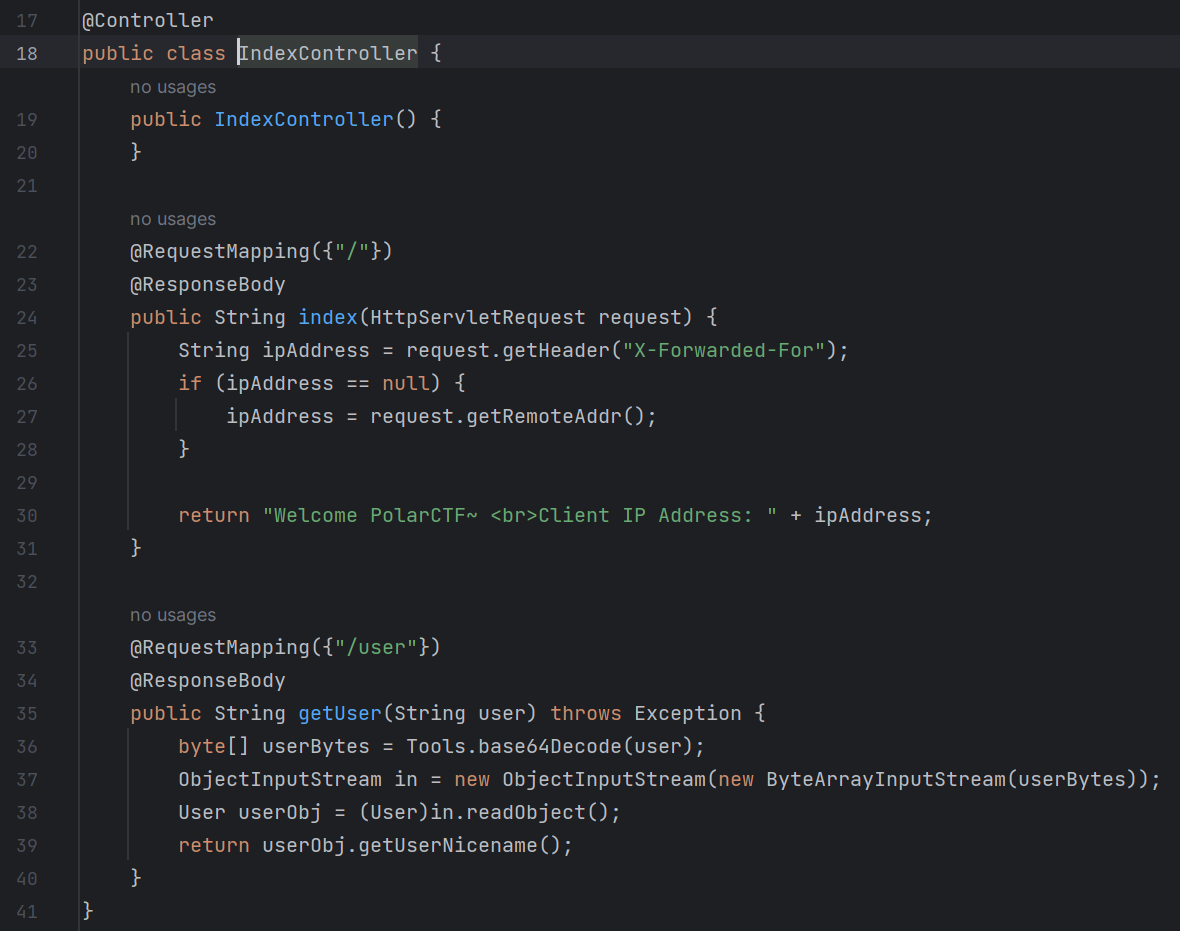 17 @Controller
18 public class IndexController {
no usages
19     public IndexController() {
20     }
21
no usages
22     @RequestMapping({"/"})
23     @ResponseBody
24     public String index(HttpServletRequest request) {
25         String ipAddress = request.getHeader("X-Forwarded-For");
26         if (ipAddress == null) {
27             ipAddress = request.getRemoteAddr();
28         }
29
30         return "Welcome PolarCTF~ <br>Client IP Address: " + ipAddress;
31     }
32
no usages
33     @RequestMapping({"/user"})
34     @ResponseBody
35     public String getUser(String user) throws Exception {
36         byte[] userBytes = Tools.base64Decode(user);
37         ObjectInputStream in = new ObjectInputStream(new ByteArrayInputStream(userBytes));
38         User userObj = (User)in.readObject();
39         return userObj.getUserNicename();
40     }
41 }